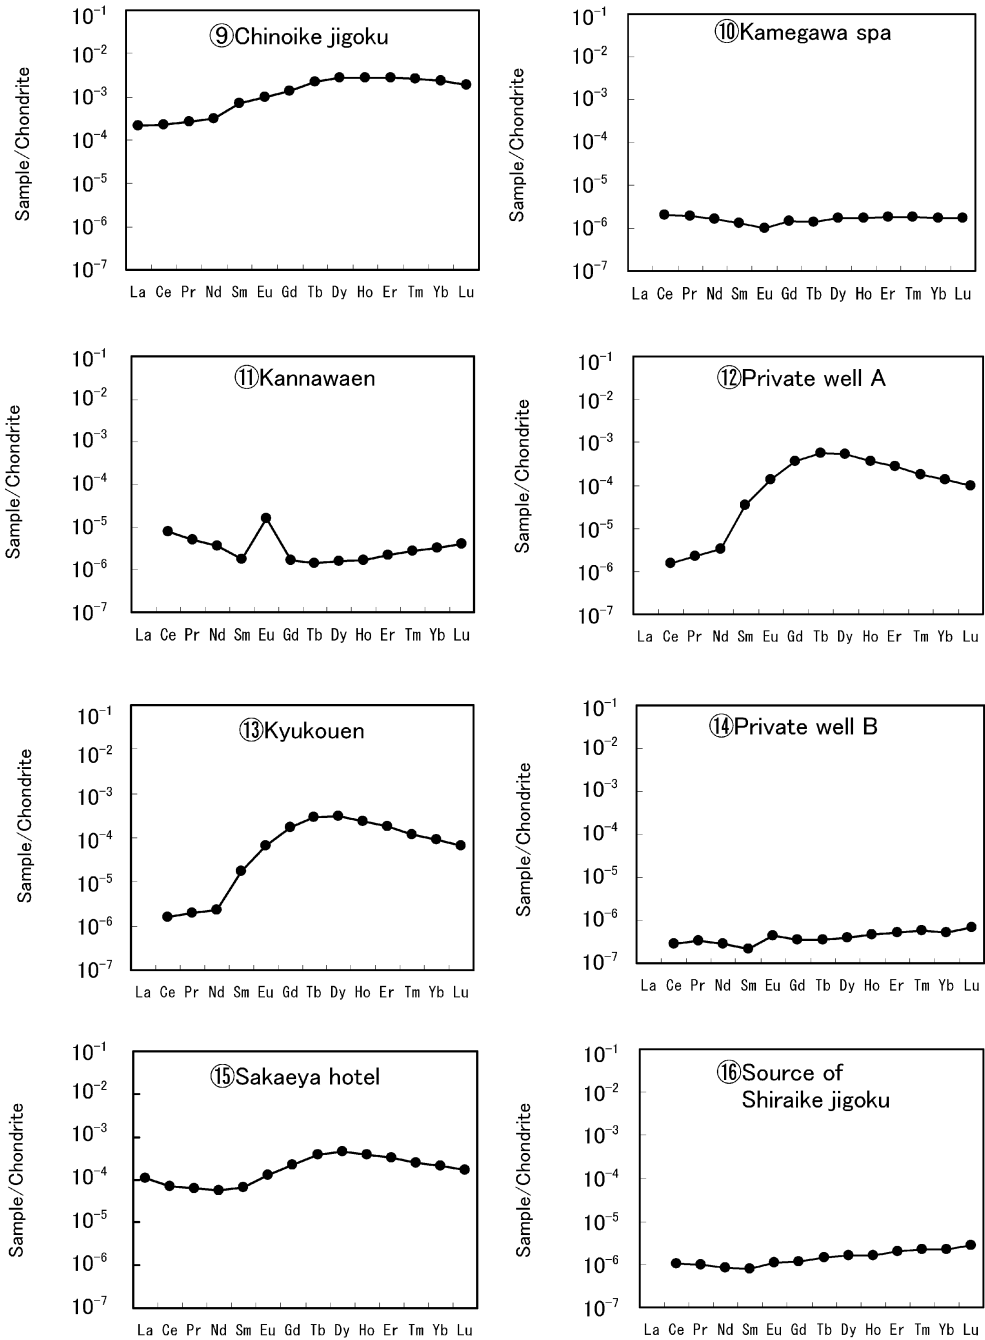 ⑨Chinoike jigoku
Sample/Chondrite
10⁻¹
10⁻²
10⁻³
10⁻⁴
10⁻⁵
10⁻⁶
10⁻⁷
La Ce Pr Nd Sm Eu Gd Tb Dy Ho Er Tm Yb Lu
⑩Kamegawa spa
Sample/Chondrite
10⁻¹
10⁻²
10⁻³
10⁻⁴
10⁻⁵
10⁻⁶
10⁻⁷
La Ce Pr Nd Sm Eu Gd Tb Dy Ho Er Tm Yb Lu
⑪Kannawaen
Sample/Chondrite
10⁻¹
10⁻²
10⁻³
10⁻⁴
10⁻⁵
10⁻⁶
10⁻⁷
La Ce Pr Nd Sm Eu Gd Tb Dy Ho Er Tm Yb Lu
⑫Private well A
Sample/Chondrite
10⁻¹
10⁻²
10⁻³
10⁻⁴
10⁻⁵
10⁻⁶
10⁻⁷
La Ce Pr Nd Sm Eu Gd Tb Dy Ho Er Tm Yb Lu
⑬Kyukouen
Sample/Chondrite
10⁻¹
10⁻²
10⁻³
10⁻⁴
10⁻⁵
10⁻⁶
10⁻⁷
La Ce Pr Nd Sm Eu Gd Tb Dy Ho Er Tm Yb Lu
⑭Private well B
Sample/Chondrite
10⁻¹
10⁻²
10⁻³
10⁻⁴
10⁻⁵
10⁻⁶
10⁻⁷
La Ce Pr Nd Sm Eu Gd Tb Dy Ho Er Tm Yb Lu
⑮Sakaeya hotel
Sample/Chondrite
10⁻¹
10⁻²
10⁻³
10⁻⁴
10⁻⁵
10⁻⁶
10⁻⁷
La Ce Pr Nd Sm Eu Gd Tb Dy Ho Er Tm Yb Lu
⑯Source of
Shiraike jigoku
Sample/Chondrite
10⁻¹
10⁻²
10⁻³
10⁻⁴
10⁻⁵
10⁻⁶
10⁻⁷
La Ce Pr Nd Sm Eu Gd Tb Dy Ho Er Tm Yb Lu